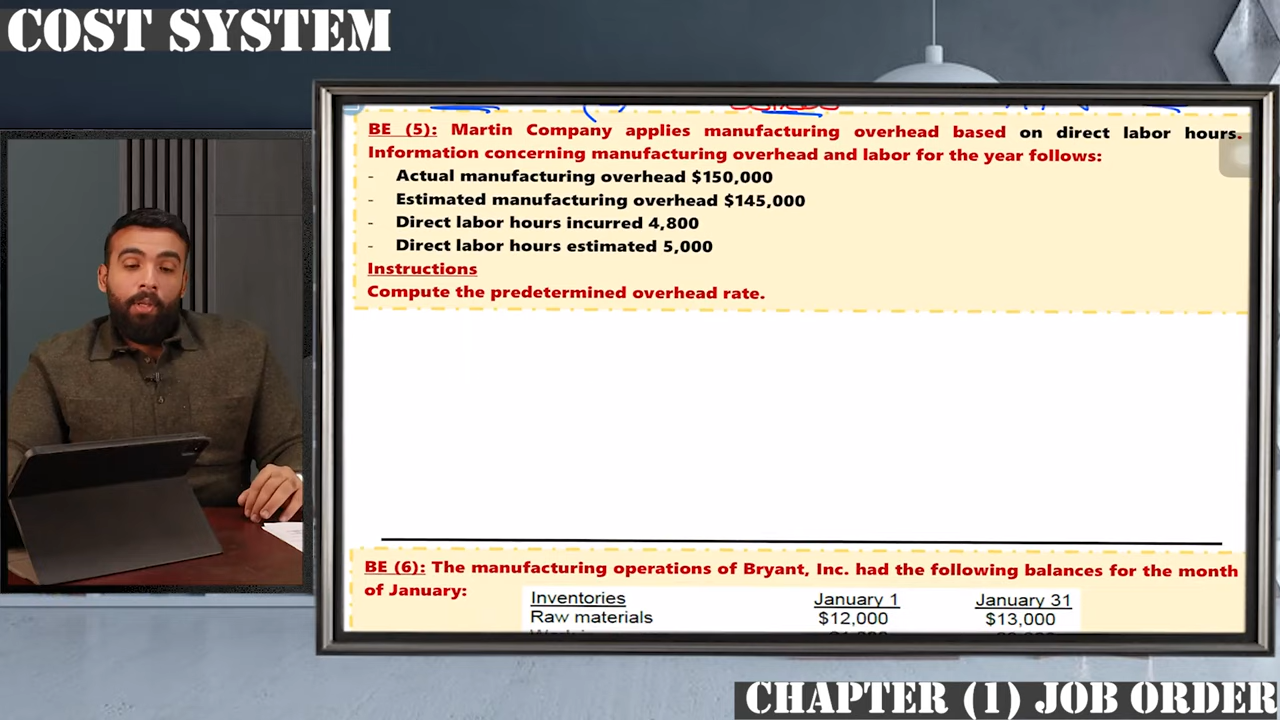 COST SYSTEM
BE (5): Martin Company applies manufacturing overhead based on direct labor hours.
Information concerning manufacturing overhead and labor for the year follows:
- Actual manufacturing overhead $150,000
- Estimated manufacturing overhead $145,000
- Direct labor hours incurred 4,800
- Direct labor hours estimated 5,000
Instructions
Compute the predetermined overhead rate.
BE (6): The manufacturing operations of Bryant, Inc. had the following balances for the month
of January:
Inventories January 1 January 31
Raw materials $12,000 $13,000
CHAPTER (1) JOB ORDER